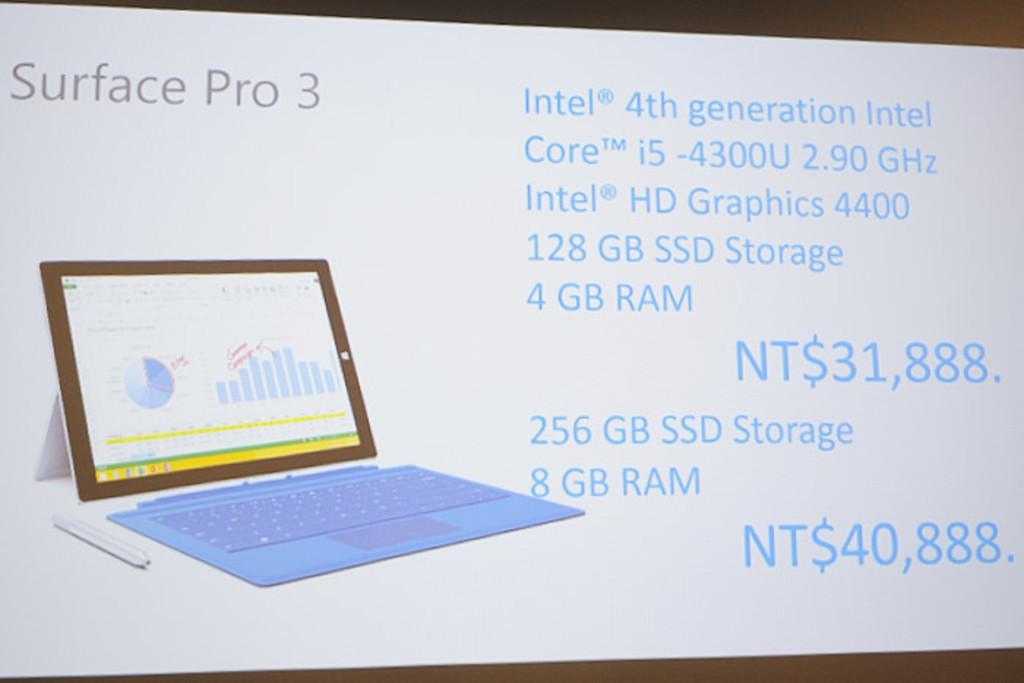 Surface Pro 3
Intel® 4th generation Intel
Core™ i5 -4300U 2.90 GHz
Intel® HD Graphics 4400
128 GB SSD Storage
4 GB RAM
NT$31,888.
256 GB SSD Storage
8 GB RAM
NT$40,888.